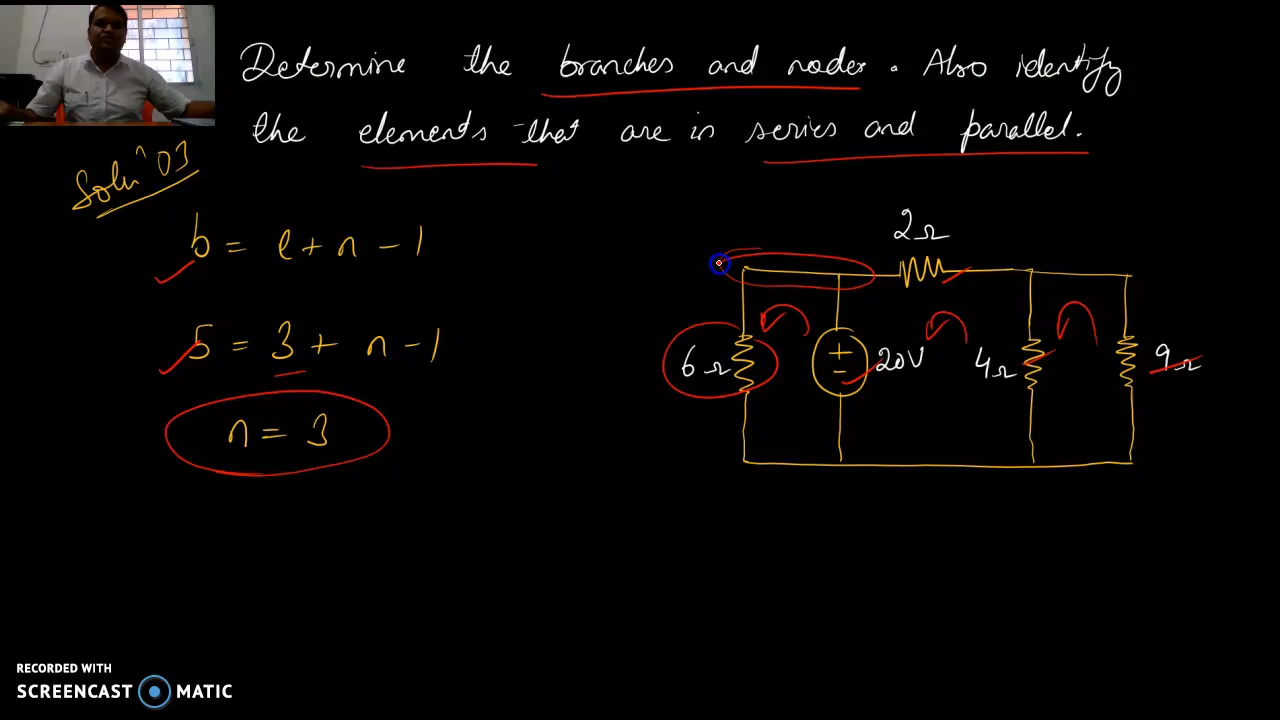 Determine the branches and nodes. Also identify
the elements that are in series and parallel.
Solnⁿ 03
b = l + n - 1
5 = 3 + n - 1
n = 3
2Ω
6Ω
20V
4Ω
9Ω
+
-
RECORDED WITH
SCREENCAST MATIC